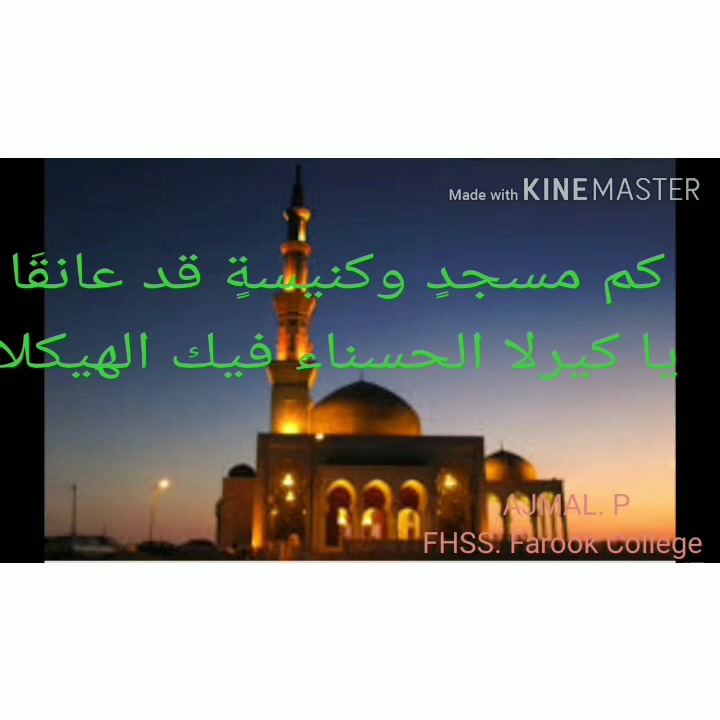 Made with KINEMASTER
كم مسجدٍ وكنيسةٍ قد عانقَا
يا كيرلا الحسناء فيك الهيكلا
AJMAL. P
FHSS. Farook College